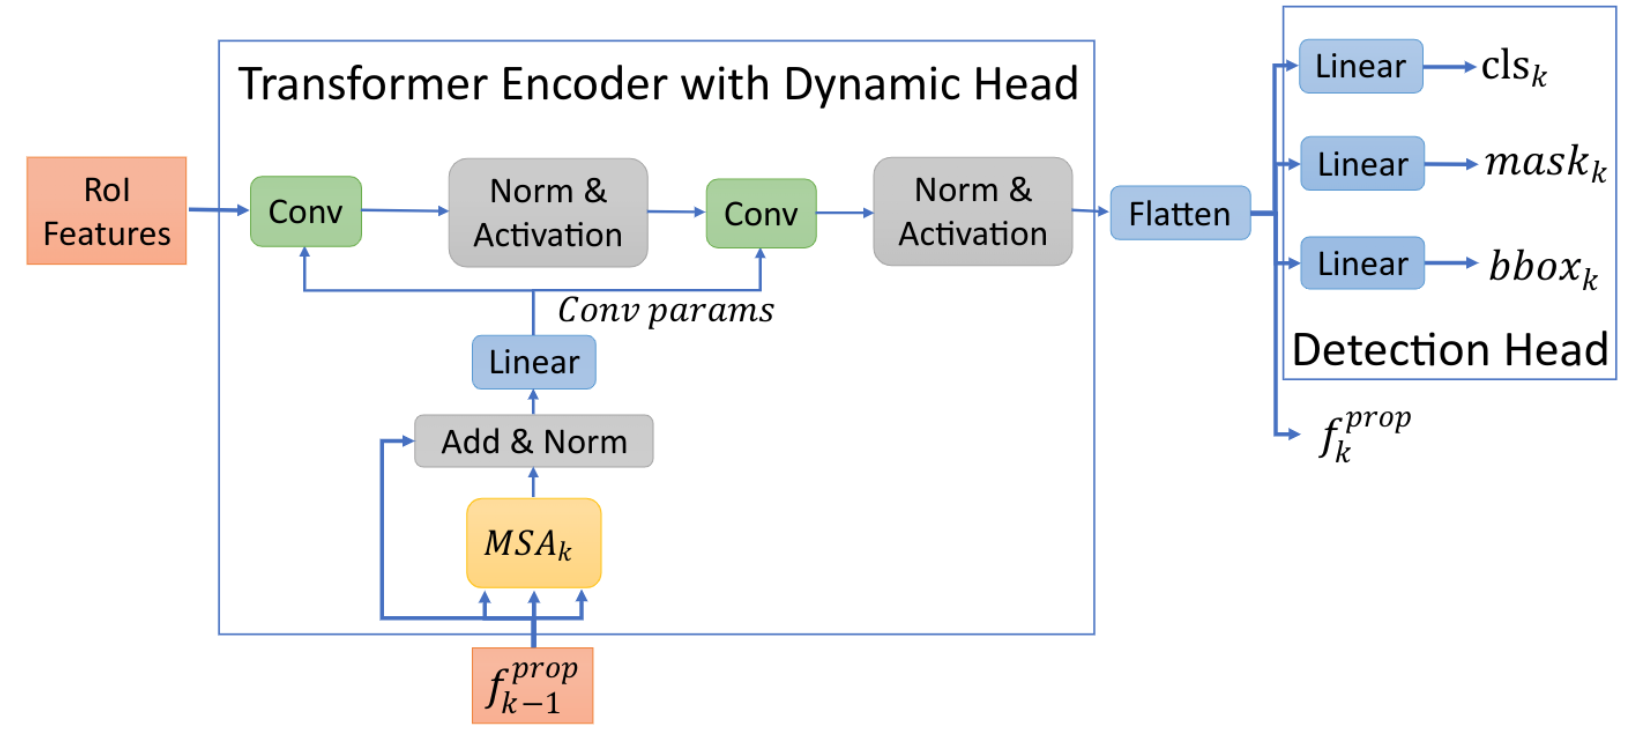 Transformer Encoder with Dynamic Head
RoI
Features
Conv
Norm &
Activation
Conv
Norm &
Activation
Flatten
Linear
cls_k
Linear
mask_k
Linear
bbox_k
Detection Head
f_k^{prop}
Conv params
Linear
Add & Norm
MSA_k
f_{k-1}^{prop}